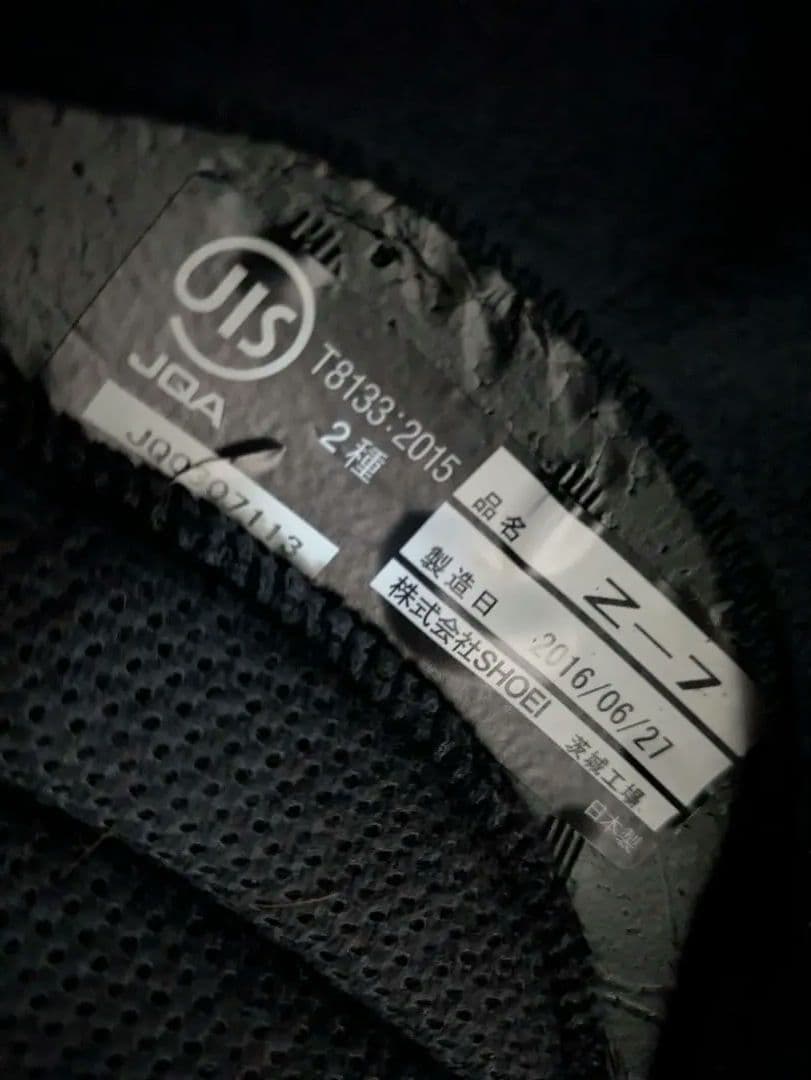 JIS
JQA
T8133:2015
2種
品名 Z-7
製造日 2016/06/27
株式会社SHOEI 茨城工場
日本製